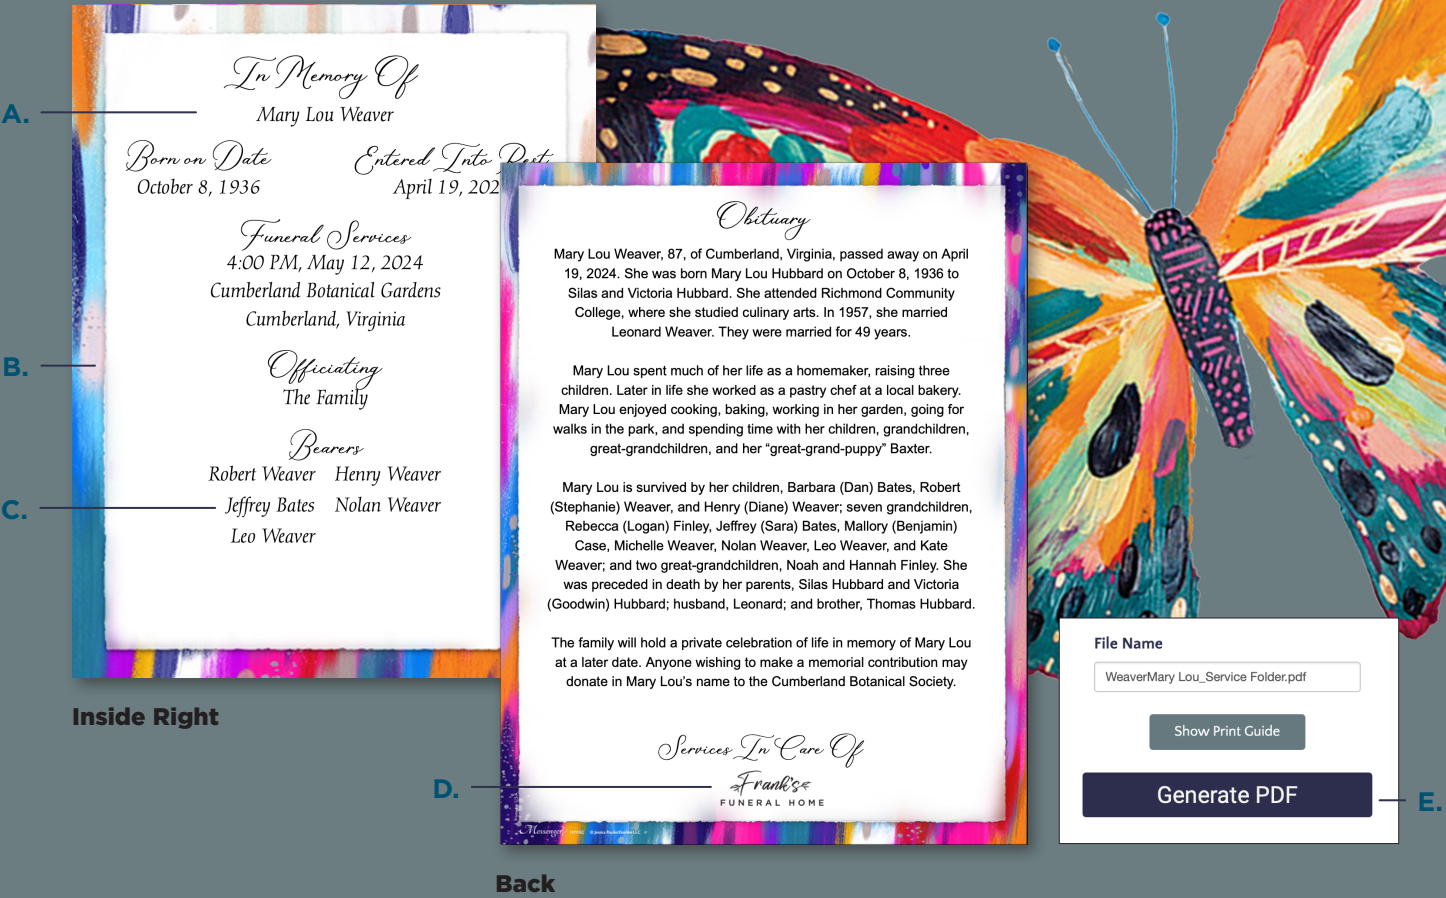 A.
B.
C.
In Memory Of
Mary Lou Weaver
Born on Date
October 8, 1936
Entered Into Rest
April 19, 202
Funeral Services
4:00 PM, May 12, 2024
Cumberland Botanical Gardens
Cumberland, Virginia
Officiating
The Family
Bearers
Robert Weaver Henry Weaver
Jeffrey Bates Nolan Weaver
Leo Weaver
Inside Right
Obituary
Mary Lou Weaver, 87, of Cumberland, Virginia, passed away on April
19, 2024. She was born Mary Lou Hubbard on October 8, 1936 to
Silas and Victoria Hubbard. She attended Richmond Community
College, where she studied culinary arts. In 1957, she married
Leonard Weaver. They were married for 49 years.
Mary Lou spent much of her life as a homemaker, raising three
children. Later in life she worked as a pastry chef at a local bakery.
Mary Lou enjoyed cooking, baking, working in her garden, going for
walks in the park, and spending time with her children, grandchildren,
great-grandchildren, and her “great-grand-puppy” Baxter.
Mary Lou is survived by her children, Barbara (Dan) Bates, Robert
(Stephanie) Weaver, and Henry (Diane) Weaver; seven grandchildren,
Rebecca (Logan) Finley, Jeffrey (Sara) Bates, Mallory (Benjamin)
Case, Michelle Weaver, Nolan Weaver, Leo Weaver, and Kate
Weaver; and two great-grandchildren, Noah and Hannah Finley. She
was preceded in death by her parents, Silas Hubbard and Victoria
(Goodwin) Hubbard; husband, Leonard; and brother, Thomas Hubbard.
The family will hold a private celebration of life in memory of Mary Lou
at a later date. Anyone wishing to make a memorial contribution may
donate in Mary Lou’s name to the Cumberland Botanical Society.
Services In Care Of
D.
Frank's
FUNERAL HOME
Messenger
Back
File Name
WeaverMary Lou_Service Folder.pdf
Show Print Guide
Generate PDF
E.